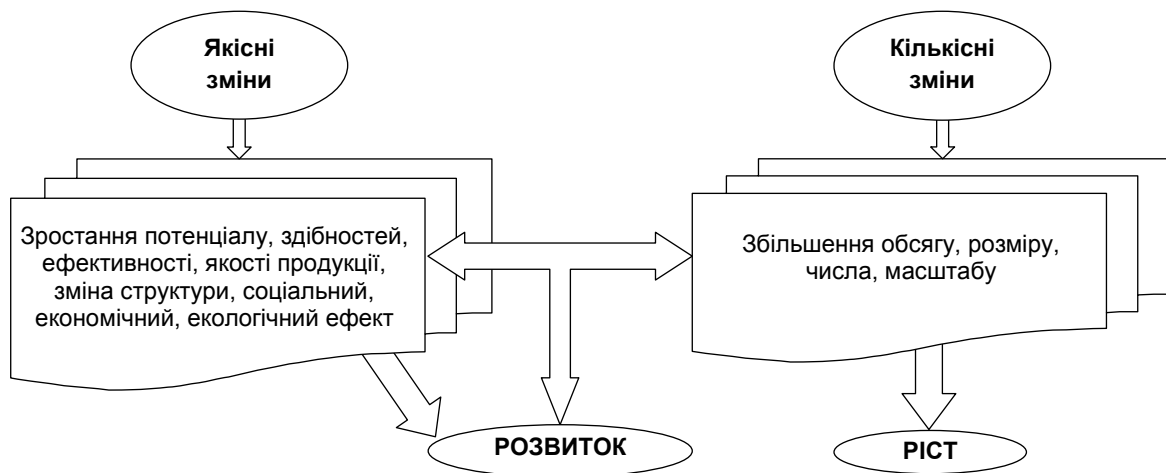 Якісні
зміни
Кількісні
зміни
Зростання потенціалу, здібностей,
ефективності, якості продукції,
зміна структури, соціальний,
економічний, екологічний ефект
Збільшення обсягу, розміру,
числа, масштабу
РОЗВИТОК
РІСТ